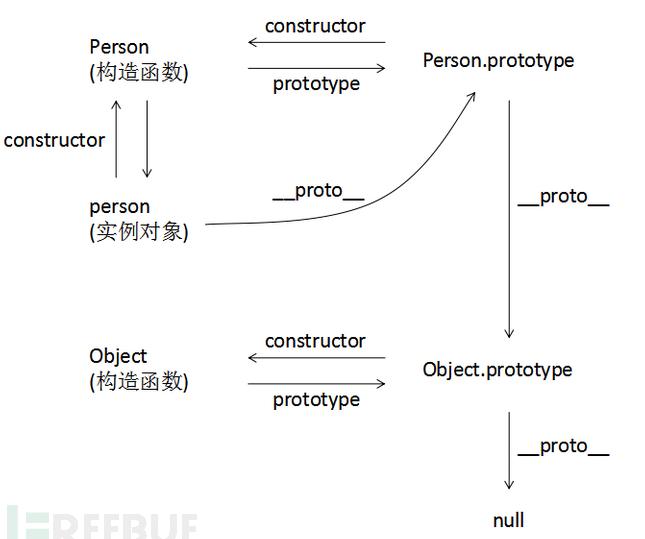 constructor
Person
(构造函数)
Person.prototype
prototype
constructor
__proto__
__proto__
person
(实例对象)
constructor
Object
(构造函数)
Object.prototype
prototype
__proto__
null
FREEBUF